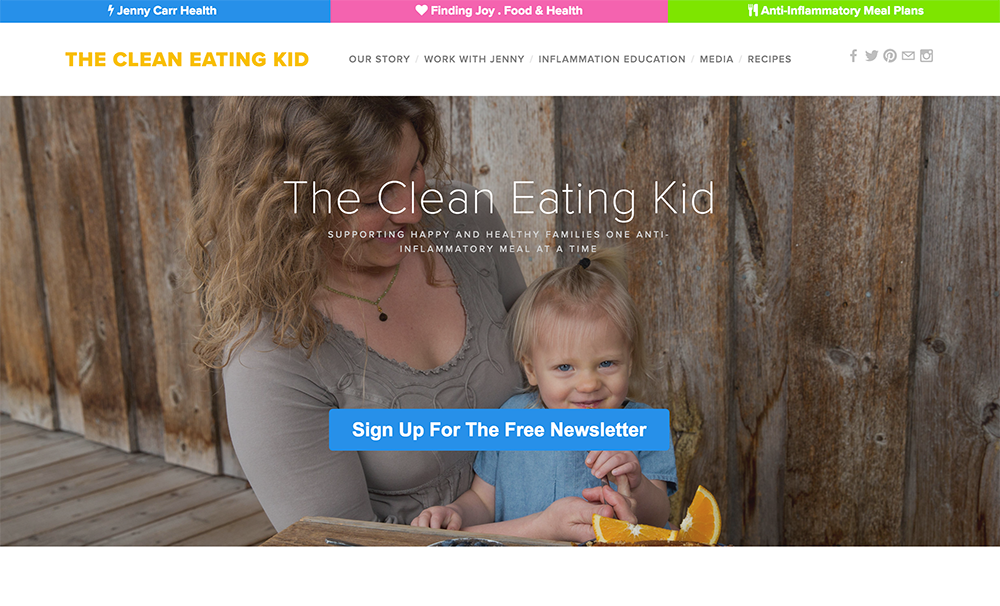 Jenny Carr Health
Finding Joy . Food & Health
Anti-Inflammatory Meal Plans
THE CLEAN EATING KID
OUR STORY / WORK WITH JENNY / INFLAMMATION EDUCATION / MEDIA / RECIPES
The Clean Eating Kid
SUPPORTING HAPPY AND HEALTHY FAMILIES ONE ANTI-
INFLAMMATORY MEAL AT A TIME
Sign Up For The Free Newsletter